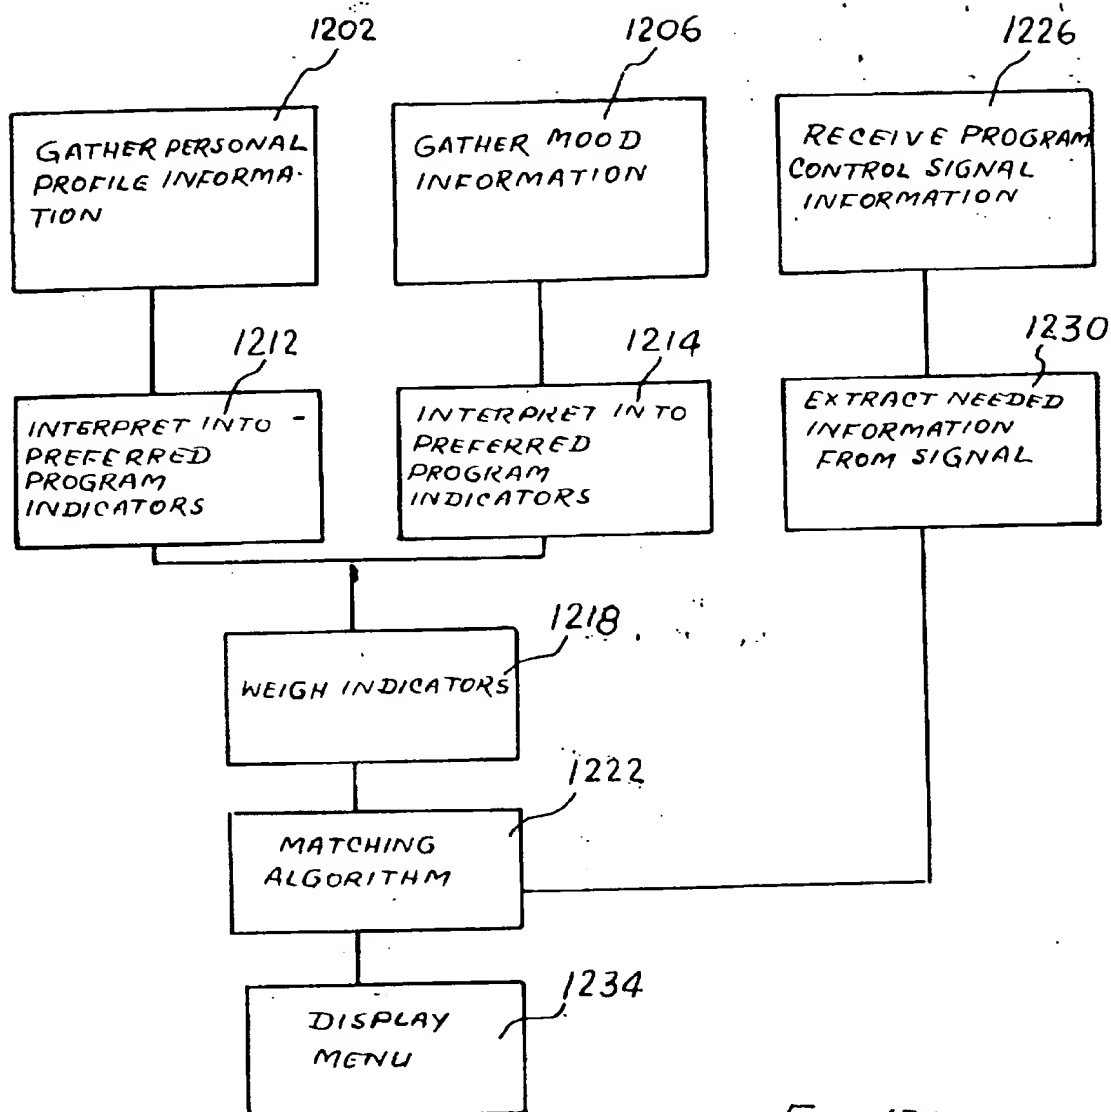 1202
1206
1226
GATHER PERSONAL
PROFILE INFORMA-
TION
GATHER MOOD
INFORMATION
RECEIVE PROGRAM
CONTROL SIGNAL
INFORMATION
1212
1214
1230
INTERPRET INTO
PREFERRED
PROGRAM
INDICATORS
INTERPRET INTO
PREFERRED
PROGRAM
INDICATORS
EXTRACT NEEDED
INFORMATION
FROM SIGNAL
1218
WEIGH INDICATORS
1222
MATCHING
ALGORITHM
1234
DISPLAY
MENU